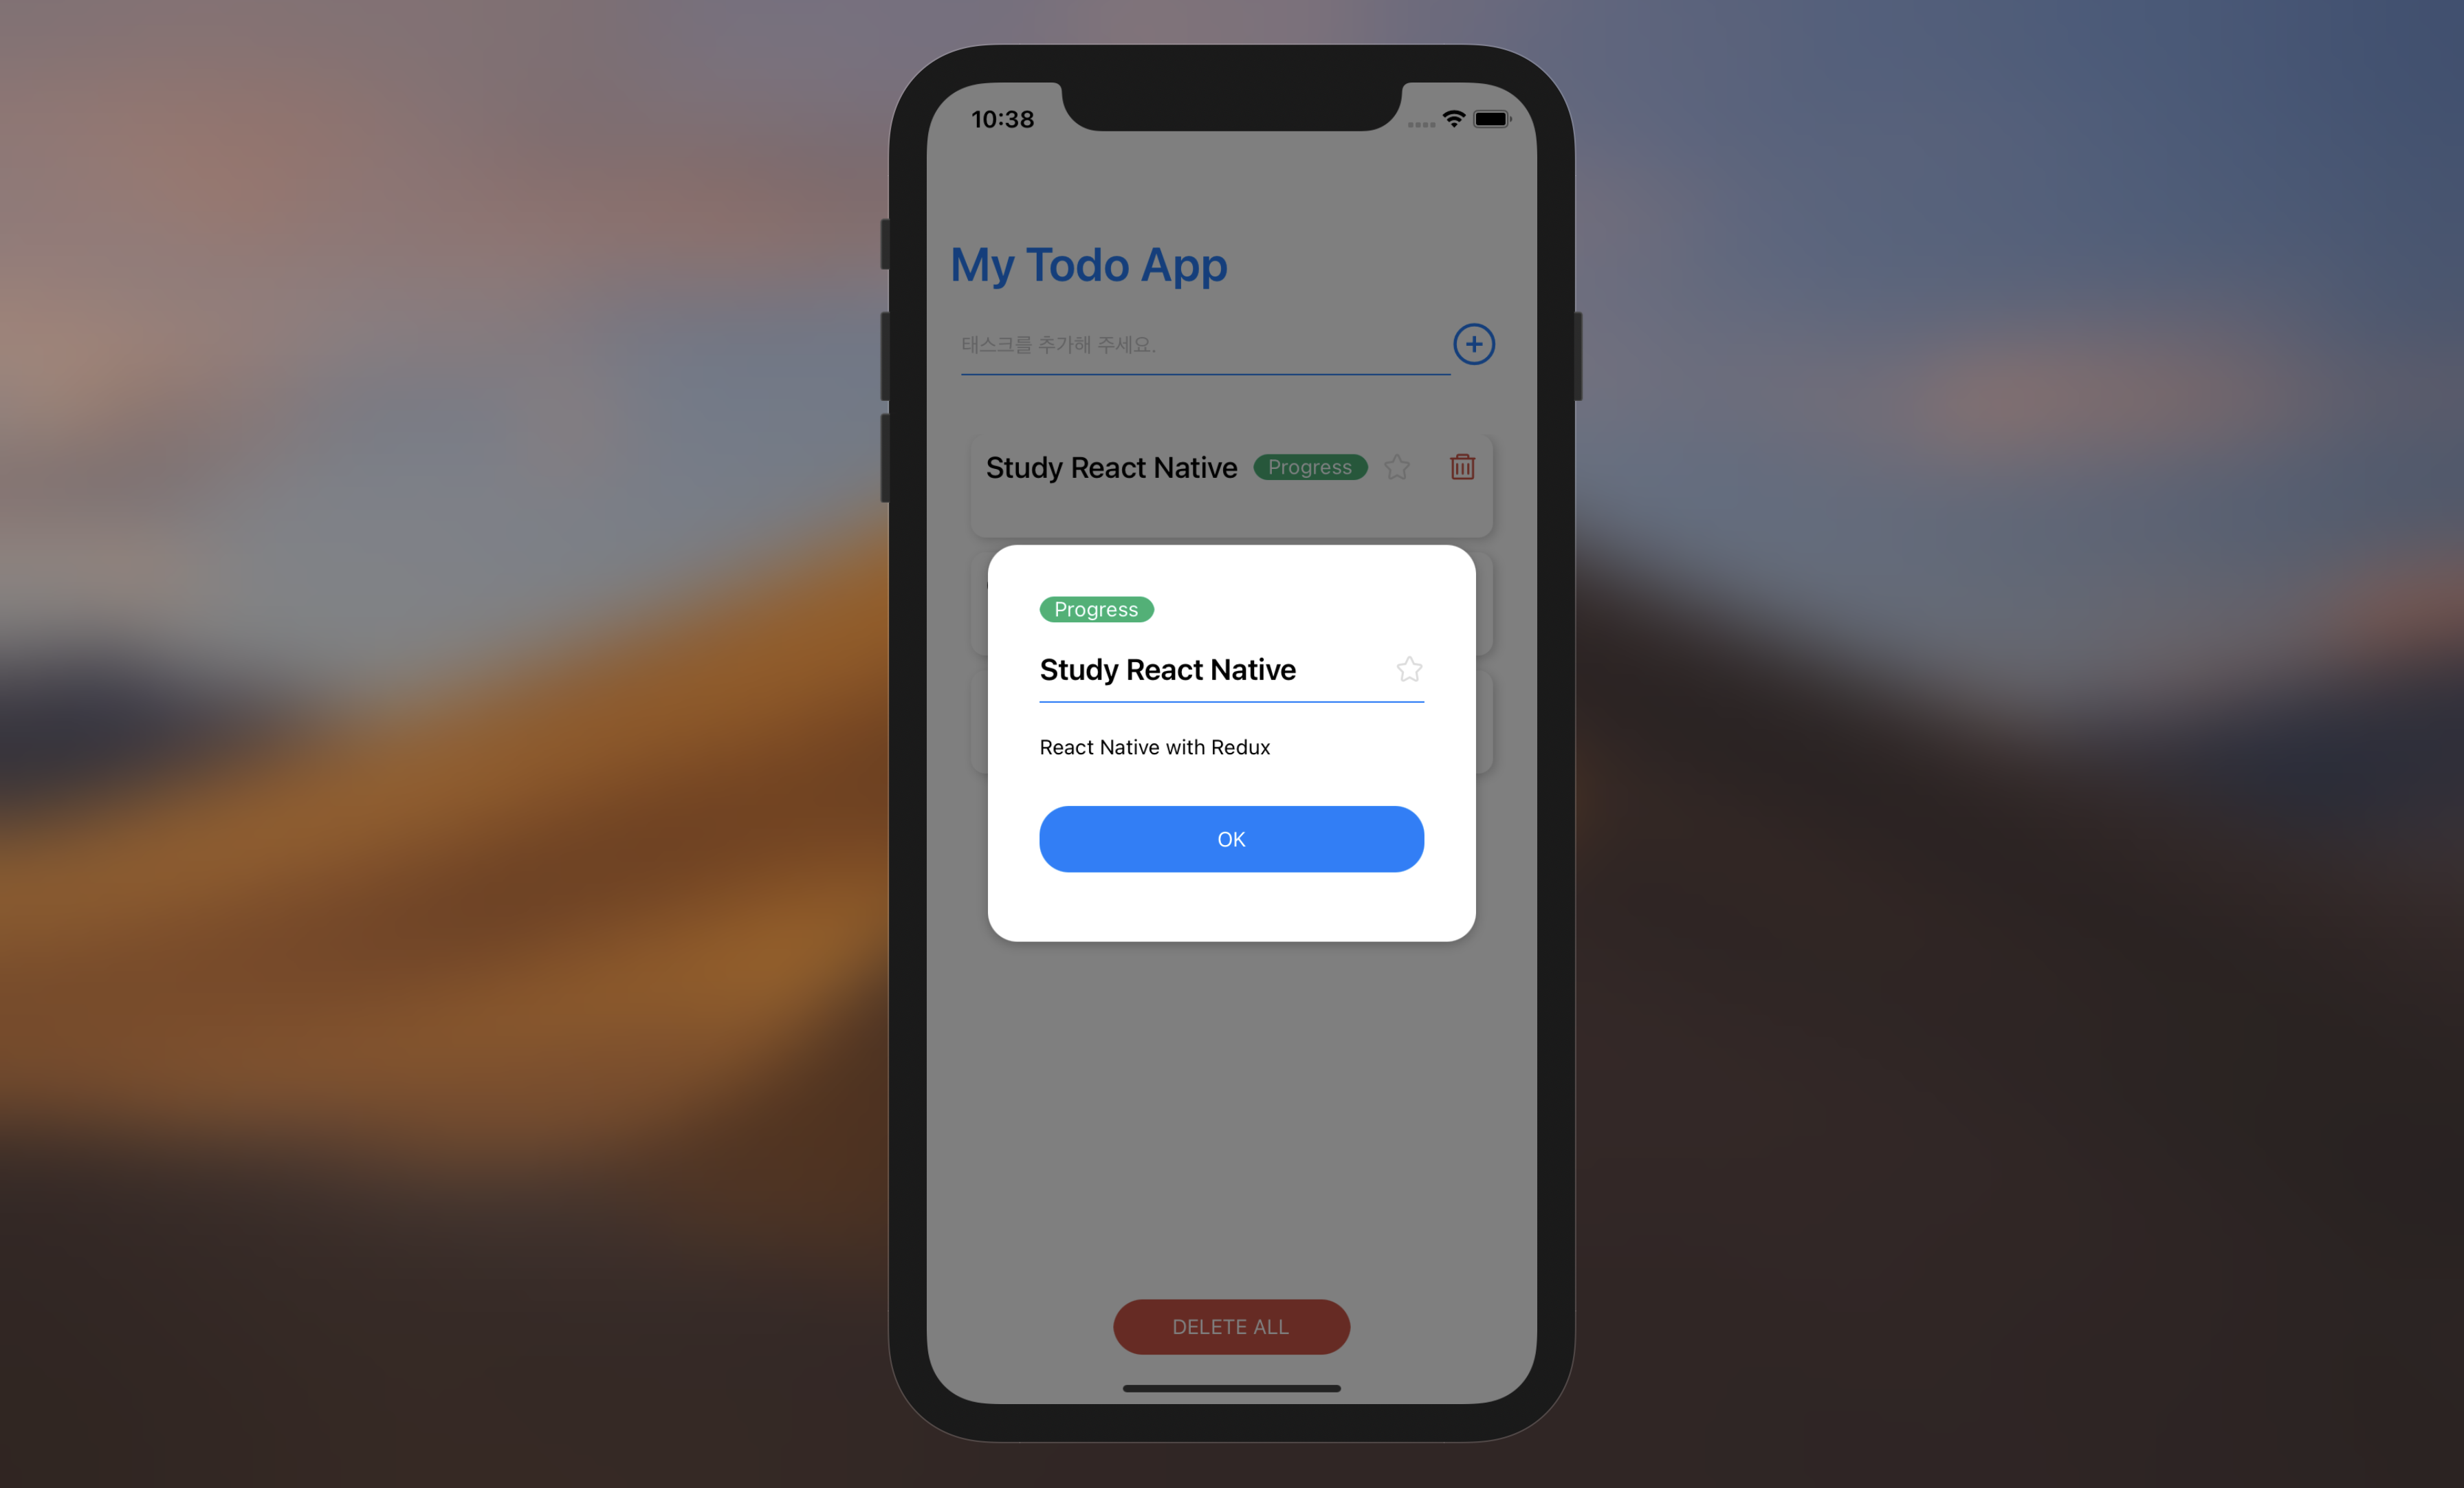 10:38
My Todo App
태스크를 추가해 주세요.
Study React Native Progress
Progress
Study React Native
React Native with Redux
OK
DELETE ALL